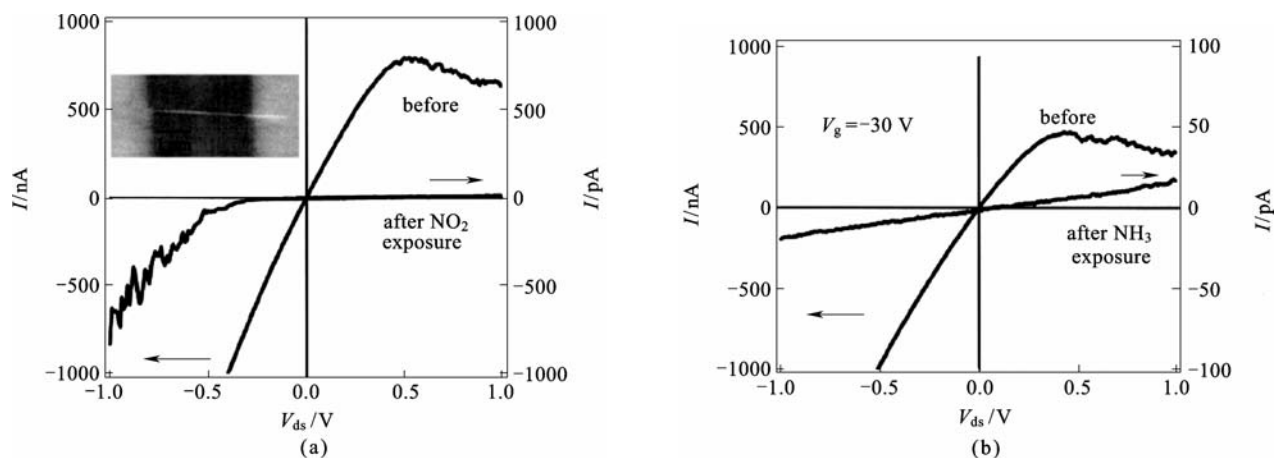 1000
500
0
−500
−1000
I/nA
1000
500
0
−500
−1000
I/pA
before
after NO2
exposure
−1.0
−0.5
0.0
0.5
1.0
Vds/V
(a)
1000
500
0
−500
−1000
I/nA
100
50
0
−50
−100
I/pA
Vg=−30 V
before
after NH3
exposure
−1.0
−0.5
0.0
0.5
1.0
Vds/V
(b)